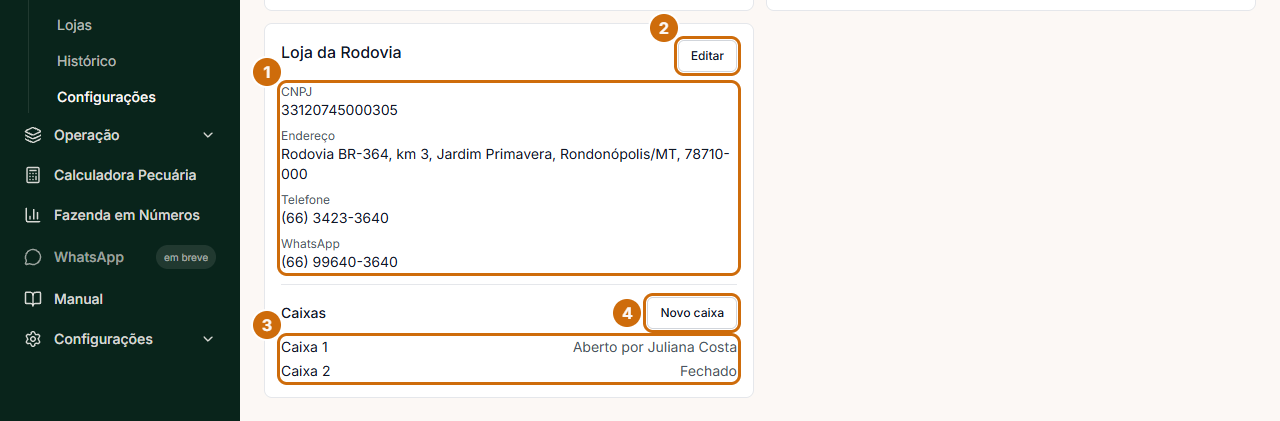 Lojas
Histórico
Configurações
Operação
Calculadora Pecuária
Fazenda em Números
WhatsApp
em breve
Manual
Configurações
2
Loja da Rodovia
Editar
1
CNPJ
33120745000305
Endereço
Rodovia BR-364, km 3, Jardim Primavera, Rondonópolis/MT, 78710-
000
Telefone
(66) 3423-3640
WhatsApp
(66) 99640-3640
Caixas
4
Novo caixa
3
Caixa 1
Aberto por Juliana Costa
Caixa 2
Fechado